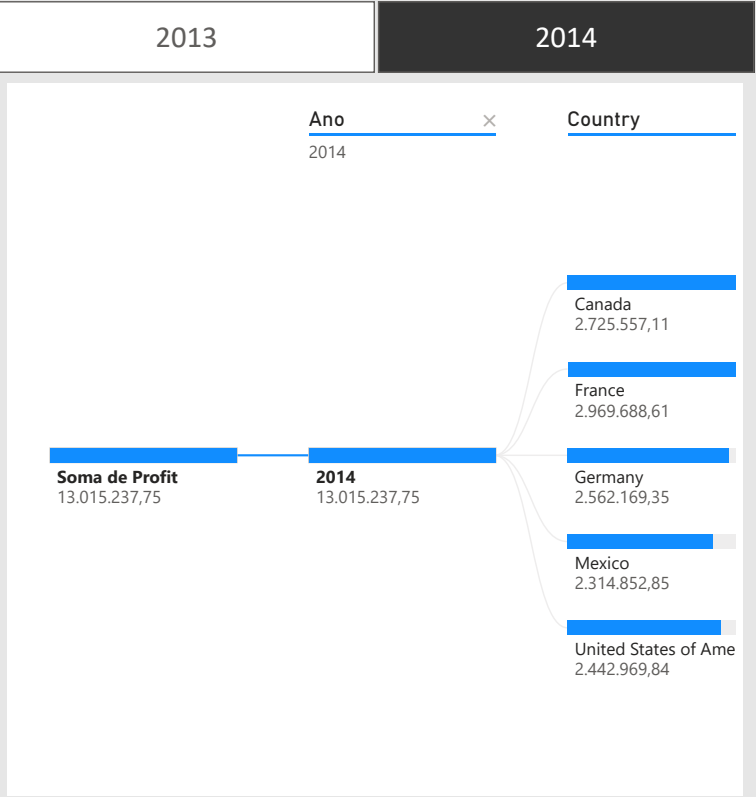 2013
2014
Ano
Country
2014
Canada
2.725.557,11
France
2.969.688,61
Soma de Profit
13.015.237,75
2014
13.015.237,75
Germany
2.562.169,35
Mexico
2.314.852,85
United States of Ame
2.442.969,84